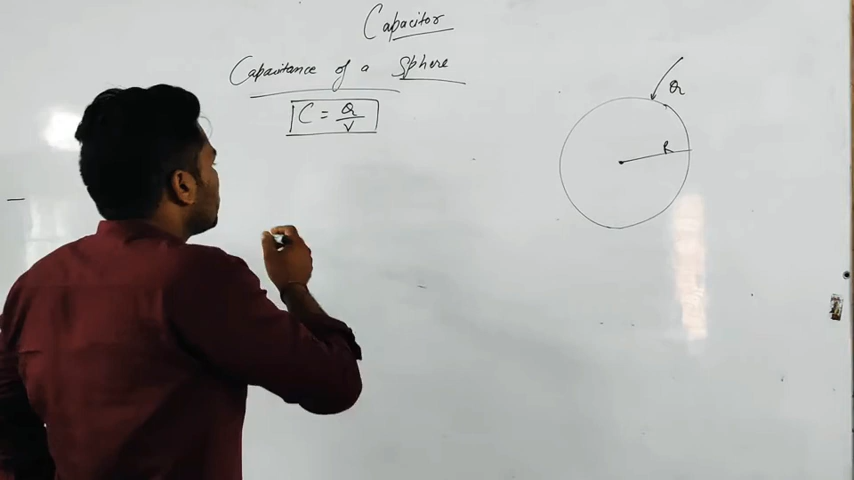 Capacitor
Capacitance of a Sphere
C = Q/V
Q
R